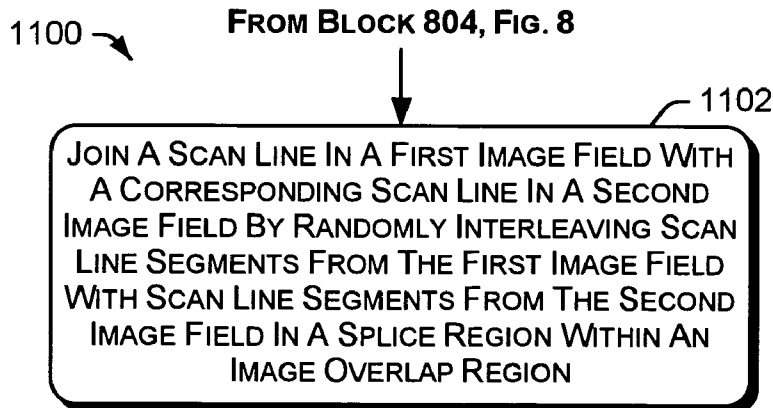 FROM BLOCK 804, FIG. 8
1100
1102
JOIN A SCAN LINE IN A FIRST IMAGE FIELD WITH
A CORRESPONDING SCAN LINE IN A SECOND
IMAGE FIELD BY RANDOMLY INTERLEAVING SCAN
LINE SEGMENTS FROM THE FIRST IMAGE FIELD
WITH SCAN LINE SEGMENTS FROM THE SECOND
IMAGE FIELD IN A SPLICE REGION WITHIN AN
IMAGE OVERLAP REGION